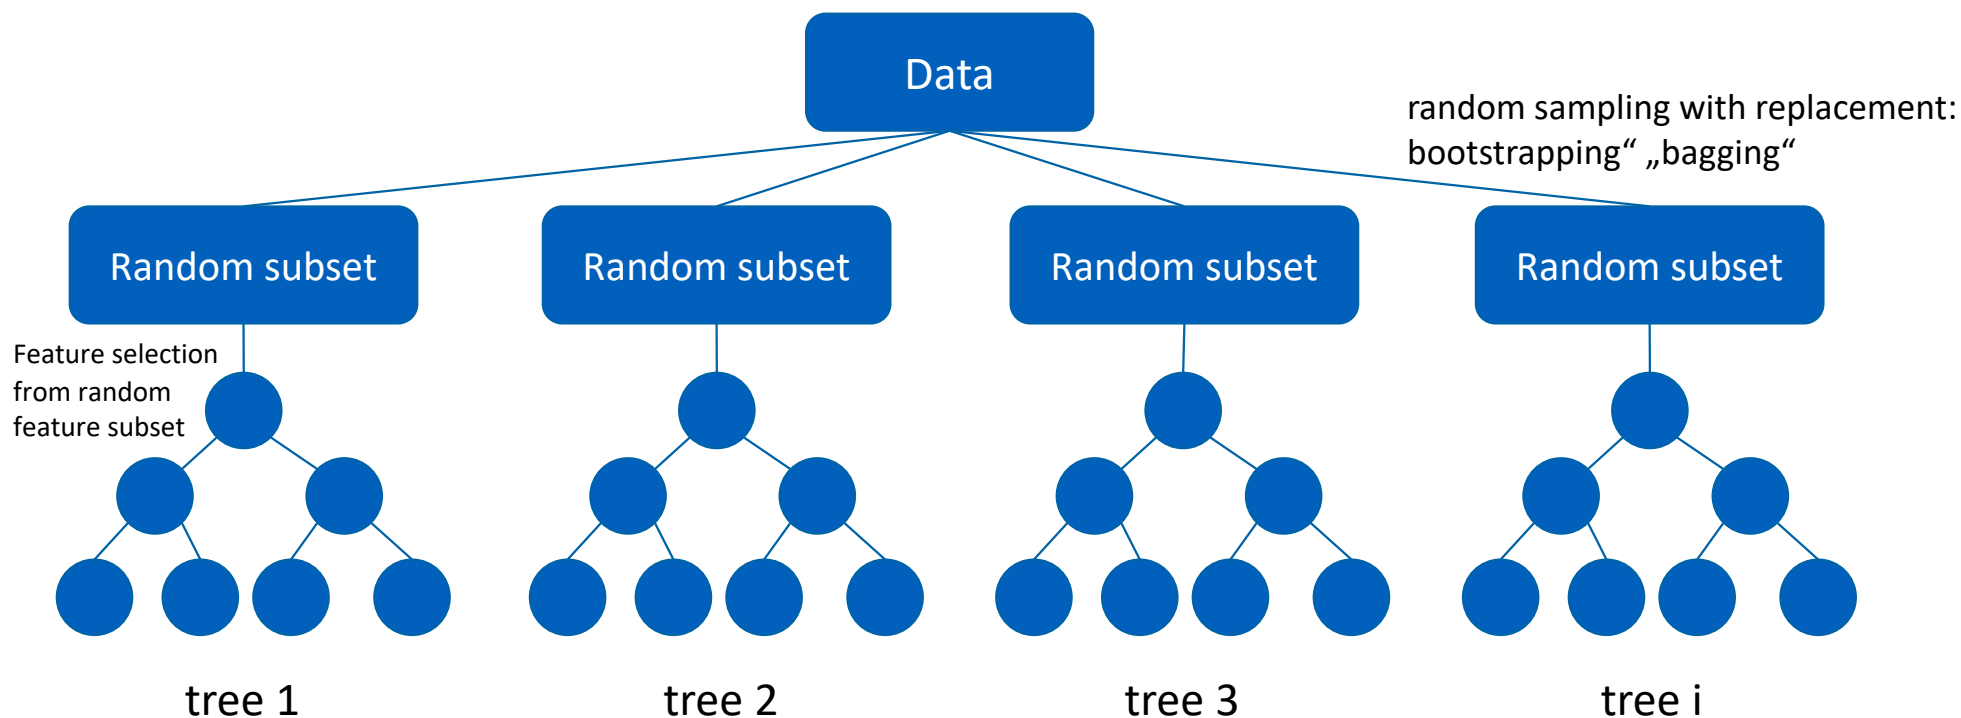 Data
random sampling with replacement:
bootstrapping“ „bagging“
Random subset
Random subset
Random subset
Random subset
Feature selection
from random
feature subset
tree 1
tree 2
tree 3
tree i